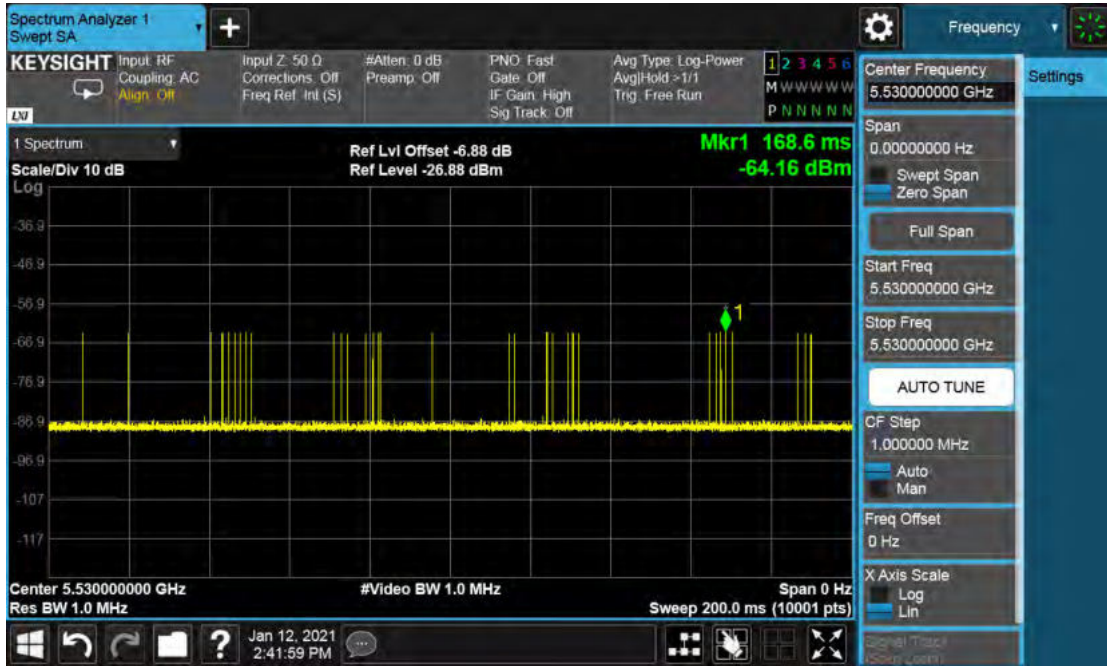 Spectrum Analyzer 1
Swept SA
+
Frequency
KEYSIGHT
Input: RF
Coupling: AC
Align: Off
Input Z: 50 Ω
Corrections: Off
Freq Ref: Int (S)
#Atten: 0 dB
Preamp: Off
PNO: Fast
Gate: Off
IF Gain: High
Sig Track: Off
Avg Type: Log-Power
Avg|Hold >1/1
Trig: Free Run
1 2 3 4 5 6
M W W W W W
P N N N N N
LXI
1 Spectrum
Scale/Div 10 dB
Log
Ref Lvl Offset -6.88 dB
Ref Level -26.88 dBm
Mkr1 168.6 ms
-64.16 dBm
1
-36.9
-46.9
-56.9
-66.9
-76.9
-86.9
-96.9
-107
-117
Center 5.530000000 GHz
Res BW 1.0 MHz
#Video BW 1.0 MHz
Span 0 Hz
Sweep 200.0 ms (10001 pts)
?
Jan 12, 2021
2:41:59 PM
Center Frequency
5.530000000 GHz
Settings
Span
0.00000000 Hz
Swept Span
Zero Span
Full Span
Start Freq
5.530000000 GHz
Stop Freq
5.530000000 GHz
AUTO TUNE
CF Step
1.000000 MHz
Auto
Man
Freq Offset
0 Hz
X Axis Scale
Log
Lin
Signal Track
(Span Zoom)